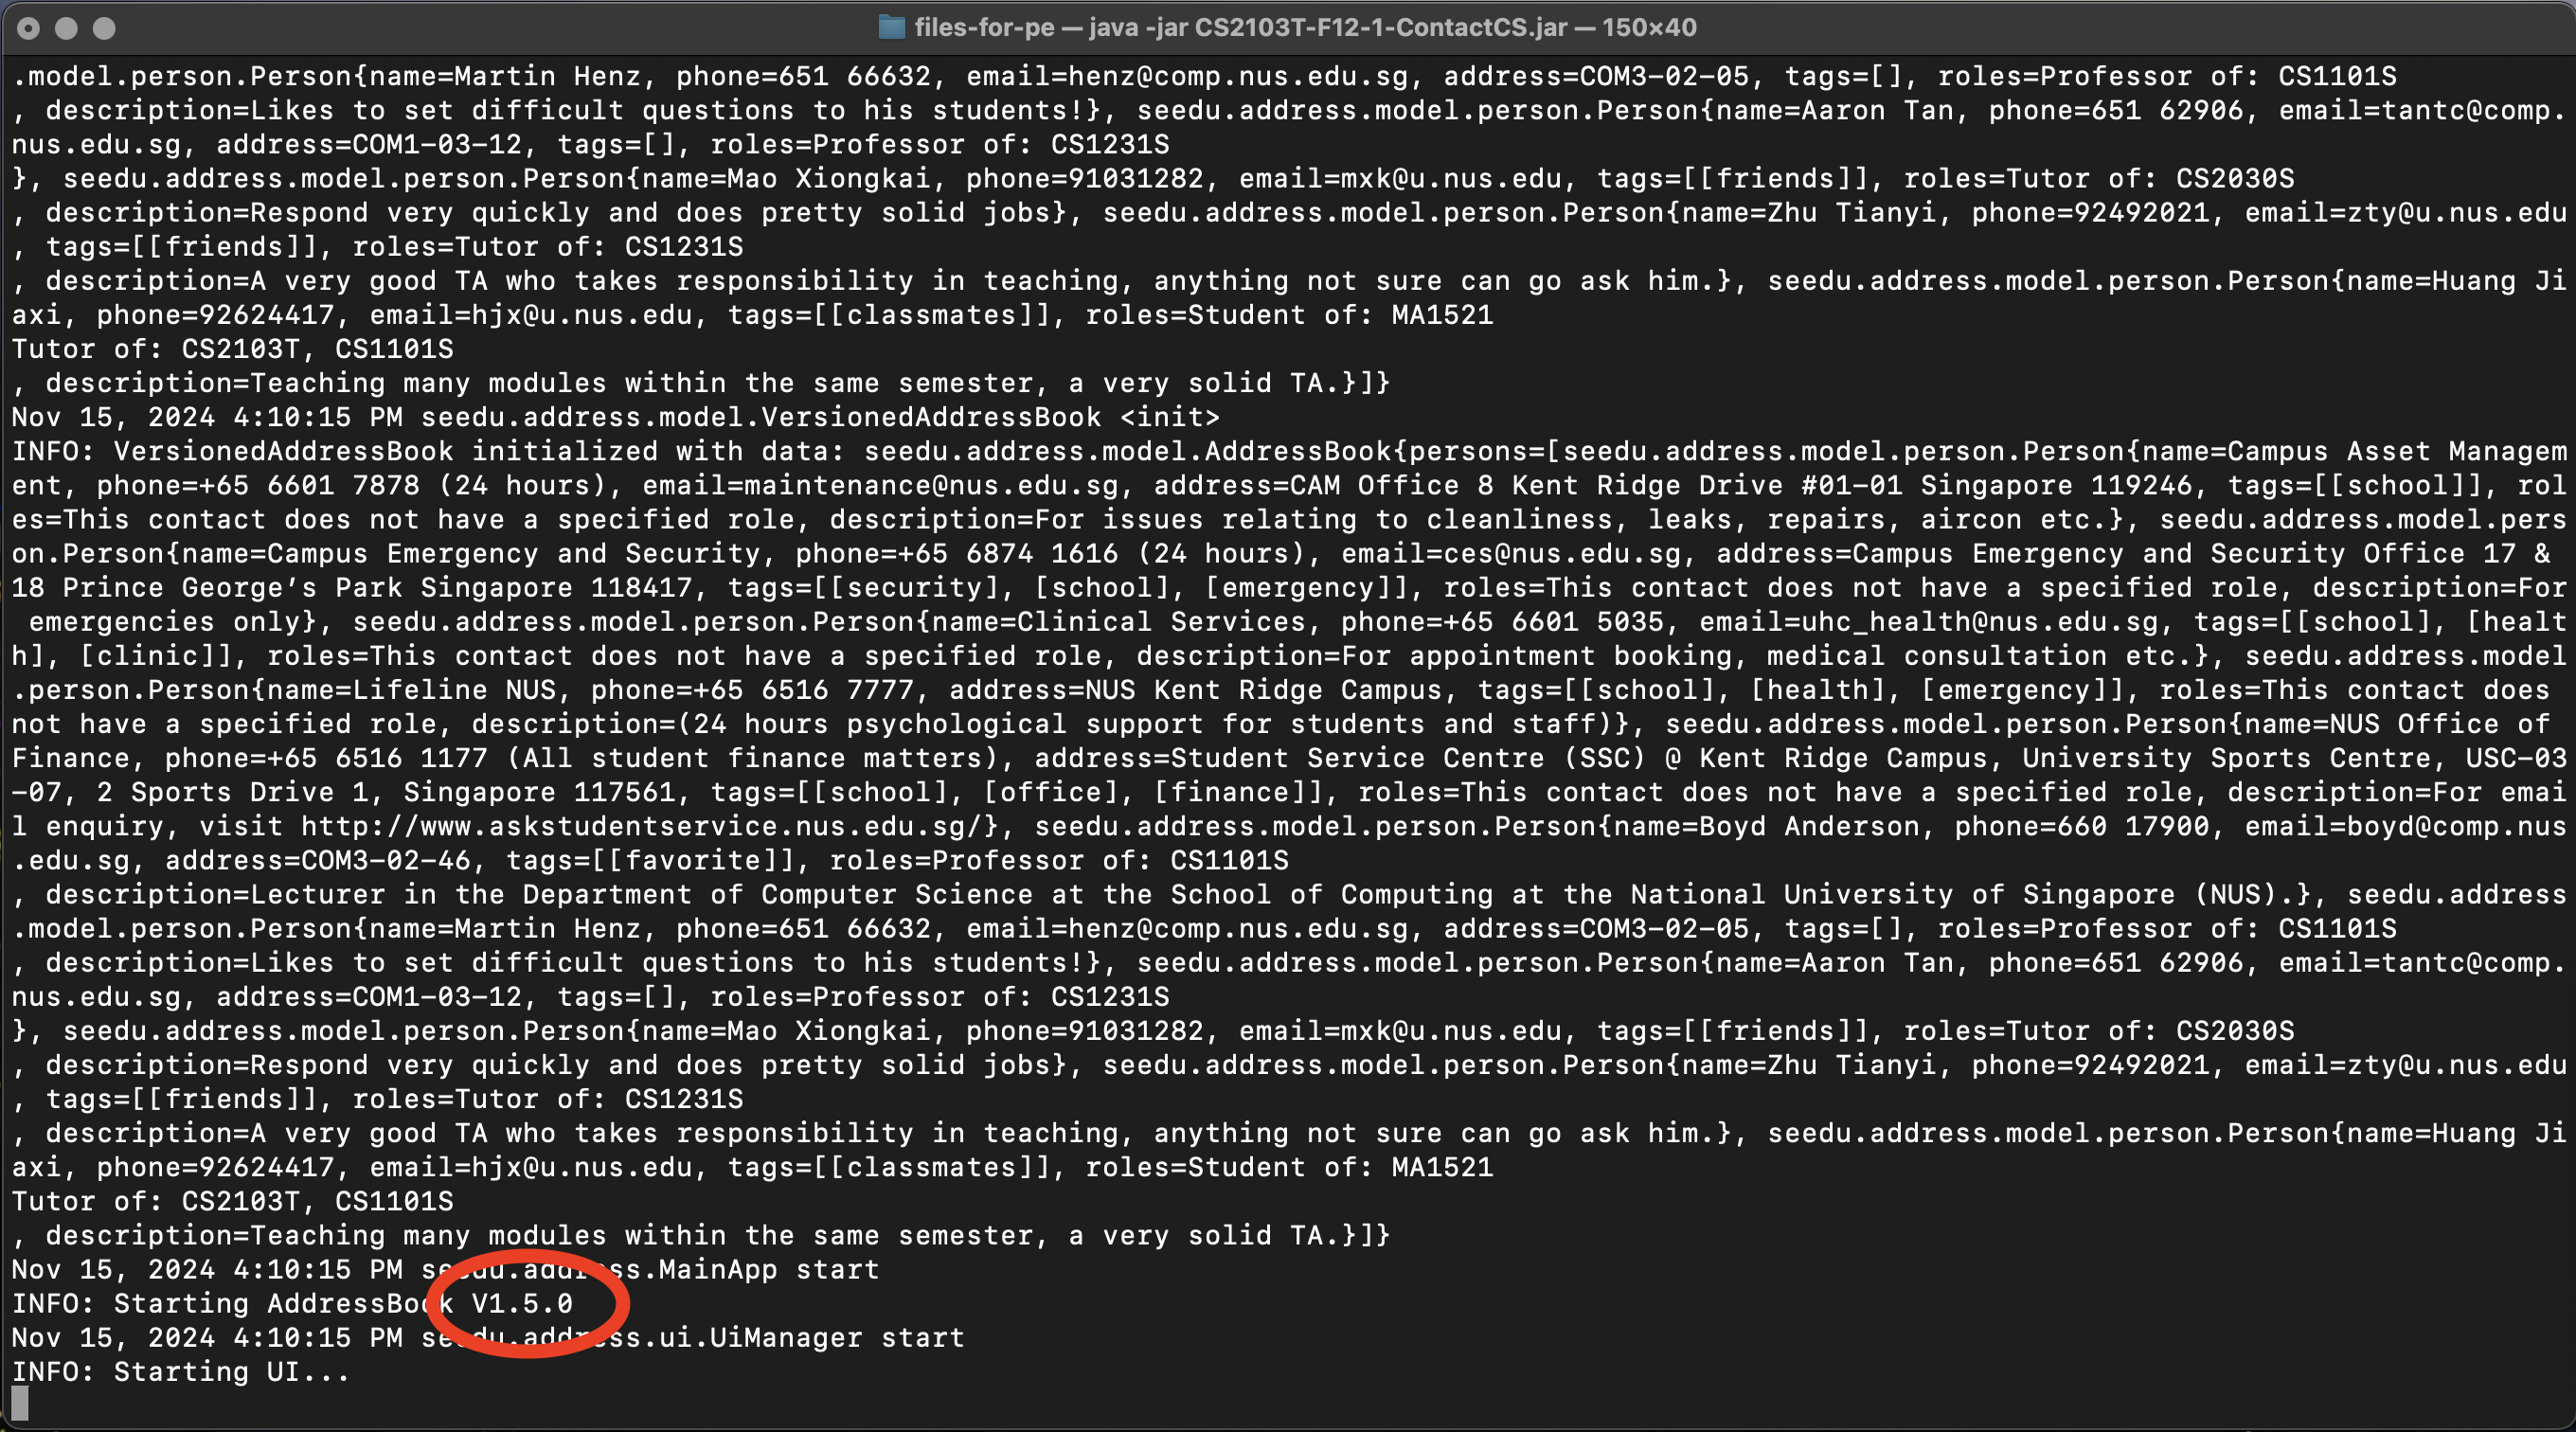 files-for-pe — java -jar CS2103T-F12-1-ContactCS.jar — 150×40
.model.person.Person{name=Martin Henz, phone=651 66632, email=henz@comp.nus.edu.sg, address=COM3-02-05, tags=[], roles=Professor of: CS1101S
, description=Likes to set difficult questions to his students!}, seedu.address.model.person.Person{name=Aaron Tan, phone=651 62906, email=tantc@comp.
nus.edu.sg, address=COM1-03-12, tags=[], roles=Professor of: CS1231S
}, seedu.address.model.person.Person{name=Mao Xiongkai, phone=91031282, email=mxk@u.nus.edu, tags=[[friends]], roles=Tutor of: CS2030S
, description=Respond very quickly and does pretty solid jobs}, seedu.address.model.person.Person{name=Zhu Tianyi, phone=92492021, email=zty@u.nus.edu
, tags=[[friends]], roles=Tutor of: CS1231S
, description=A very good TA who takes responsibility in teaching, anything not sure can go ask him.}, seedu.address.model.person.Person{name=Huang Ji
axi, phone=92624417, email=hjx@u.nus.edu, tags=[[classmates]], roles=Student of: MA1521
Tutor of: CS2103T, CS1101S
, description=Teaching many modules within the same semester, a very solid TA.}]}
Nov 15, 2024 4:10:15 PM seedu.address.model.VersionedAddressBook <init>
INFO: VersionedAddressBook initialized with data: seedu.address.model.AddressBook{persons=[seedu.address.model.person.Person{name=Campus Asset Managem
ent, phone=+65 6601 7878 (24 hours), email=maintenance@nus.edu.sg, address=CAM Office 8 Kent Ridge Drive #01-01 Singapore 119246, tags=[[school]], rol
es=This contact does not have a specified role, description=For issues relating to cleanliness, leaks, repairs, aircon etc.}, seedu.address.model.pers
on.Person{name=Campus Emergency and Security, phone=+65 6874 1616 (24 hours), email=ces@nus.edu.sg, address=Campus Emergency and Security Office 17 &
18 Prince George’s Park Singapore 118417, tags=[[security], [school], [emergency]], roles=This contact does not have a specified role, description=For
 emergencies only}, seedu.address.model.person.Person{name=Clinical Services, phone=+65 6601 5035, email=uhc_health@nus.edu.sg, tags=[[school], [healt
h], [clinic]], roles=This contact does not have a specified role, description=For appointment booking, medical consultation etc.}, seedu.address.model
.person.Person{name=Lifeline NUS, phone=+65 6516 7777, address=NUS Kent Ridge Campus, tags=[[school], [health], [emergency]], roles=This contact does
not have a specified role, description=(24 hours psychological support for students and staff)}, seedu.address.model.person.Person{name=NUS Office of
Finance, phone=+65 6516 1177 (All student finance matters), address=Student Service Centre (SSC) @ Kent Ridge Campus, University Sports Centre, USC-03
-07, 2 Sports Drive 1, Singapore 117561, tags=[[school], [office], [finance]], roles=This contact does not have a specified role, description=For emai
l enquiry, visit http://www.askstudentservice.nus.edu.sg/}, seedu.address.model.person.Person{name=Boyd Anderson, phone=660 17900, email=boyd@comp.nus
.edu.sg, address=COM3-02-46, tags=[[favorite]], roles=Professor of: CS1101S
, description=Lecturer in the Department of Computer Science at the School of Computing at the National University of Singapore (NUS).}, seedu.address
.model.person.Person{name=Martin Henz, phone=651 66632, email=henz@comp.nus.edu.sg, address=COM3-02-05, tags=[], roles=Professor of: CS1101S
, description=Likes to set difficult questions to his students!}, seedu.address.model.person.Person{name=Aaron Tan, phone=651 62906, email=tantc@comp.
nus.edu.sg, address=COM1-03-12, tags=[], roles=Professor of: CS1231S
}, seedu.address.model.person.Person{name=Mao Xiongkai, phone=91031282, email=mxk@u.nus.edu, tags=[[friends]], roles=Tutor of: CS2030S
, description=Respond very quickly and does pretty solid jobs}, seedu.address.model.person.Person{name=Zhu Tianyi, phone=92492021, email=zty@u.nus.edu
, tags=[[friends]], roles=Tutor of: CS1231S
, description=A very good TA who takes responsibility in teaching, anything not sure can go ask him.}, seedu.address.model.person.Person{name=Huang Ji
axi, phone=92624417, email=hjx@u.nus.edu, tags=[[classmates]], roles=Student of: MA1521
Tutor of: CS2103T, CS1101S
, description=Teaching many modules within the same semester, a very solid TA.}]}
Nov 15, 2024 4:10:15 PM seedu.address.MainApp start
INFO: Starting AddressBook V1.5.0
Nov 15, 2024 4:10:15 PM seedu.address.ui.UiManager start
INFO: Starting UI...